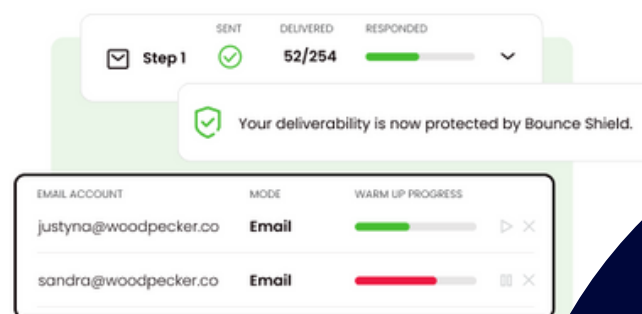 SENT DELIVERED RESPONDED
Step 1 52/254
Your deliverability is now protected by Bounce Shield.
EMAIL ACCOUNT MODE WARM UP PROGRESS
justyna@woodpecker.co Email
sandra@woodpecker.co Email